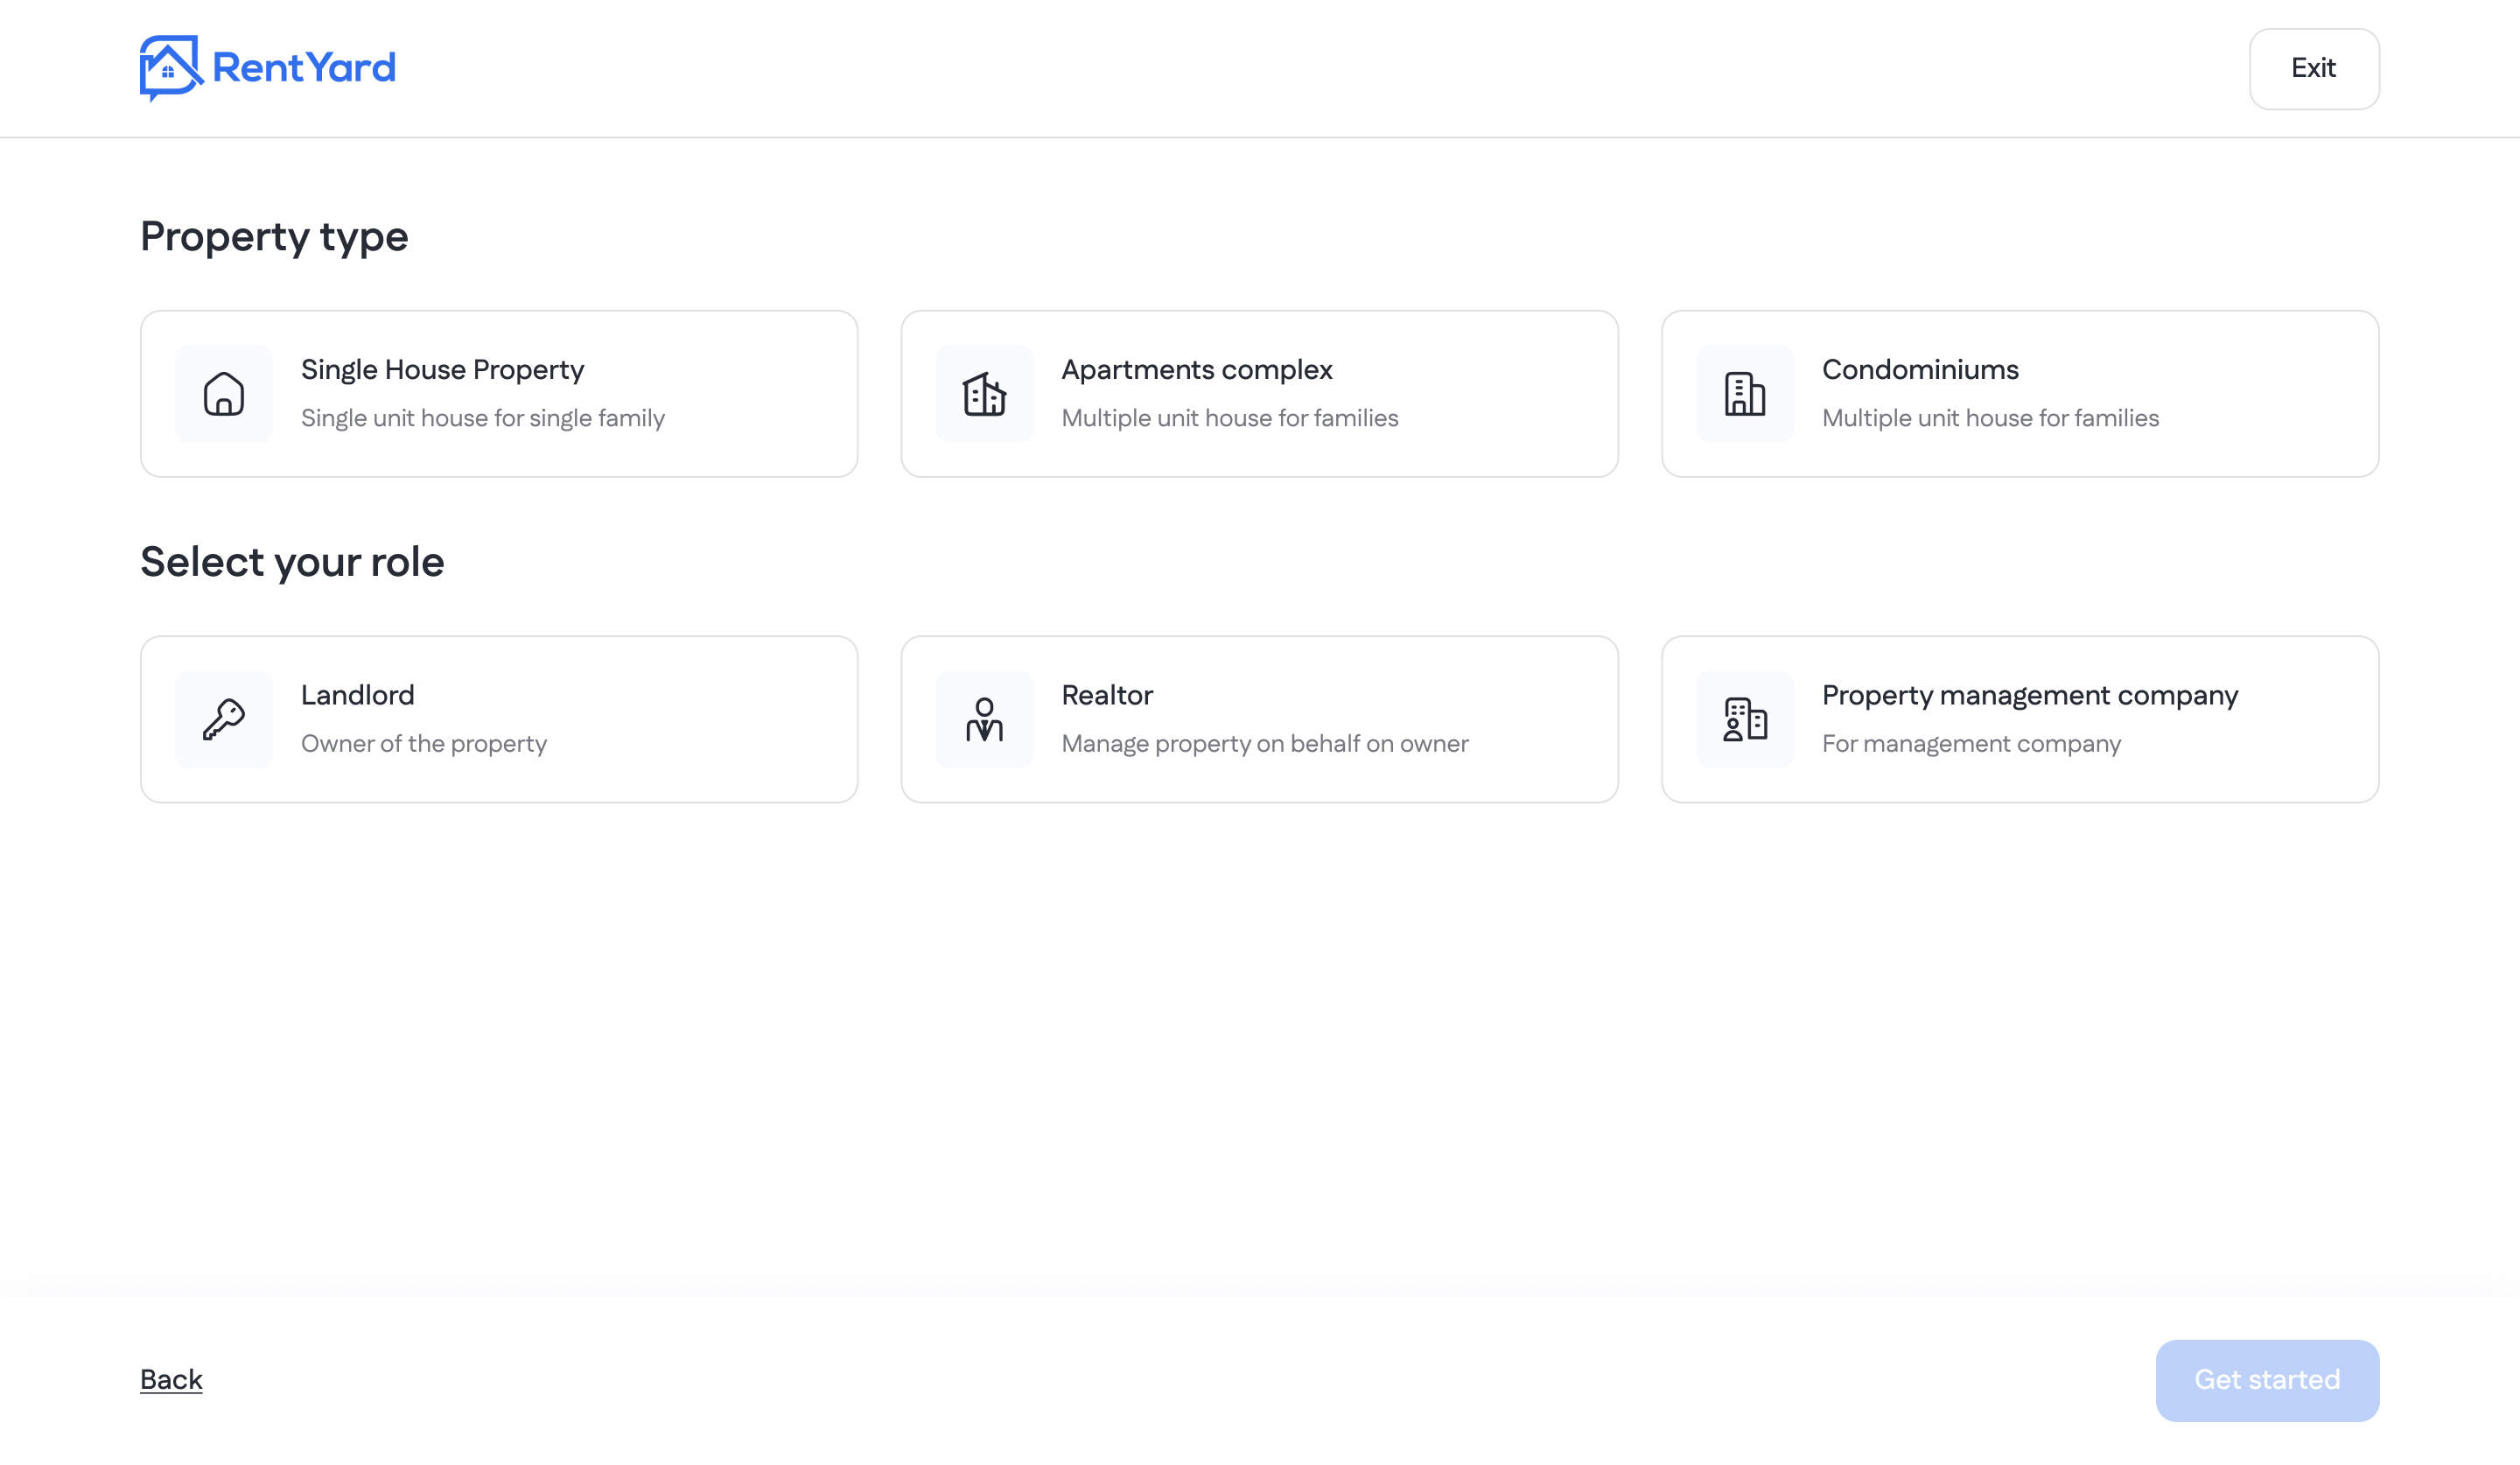 RentYard
Exit
Property type
Single House Property
Single unit house for single family
Apartments complex
Multiple unit house for families
Condominiums
Multiple unit house for families
Select your role
Landlord
Owner of the property
Realtor
Manage property on behalf on owner
Property management company
For management company
Back
Get started